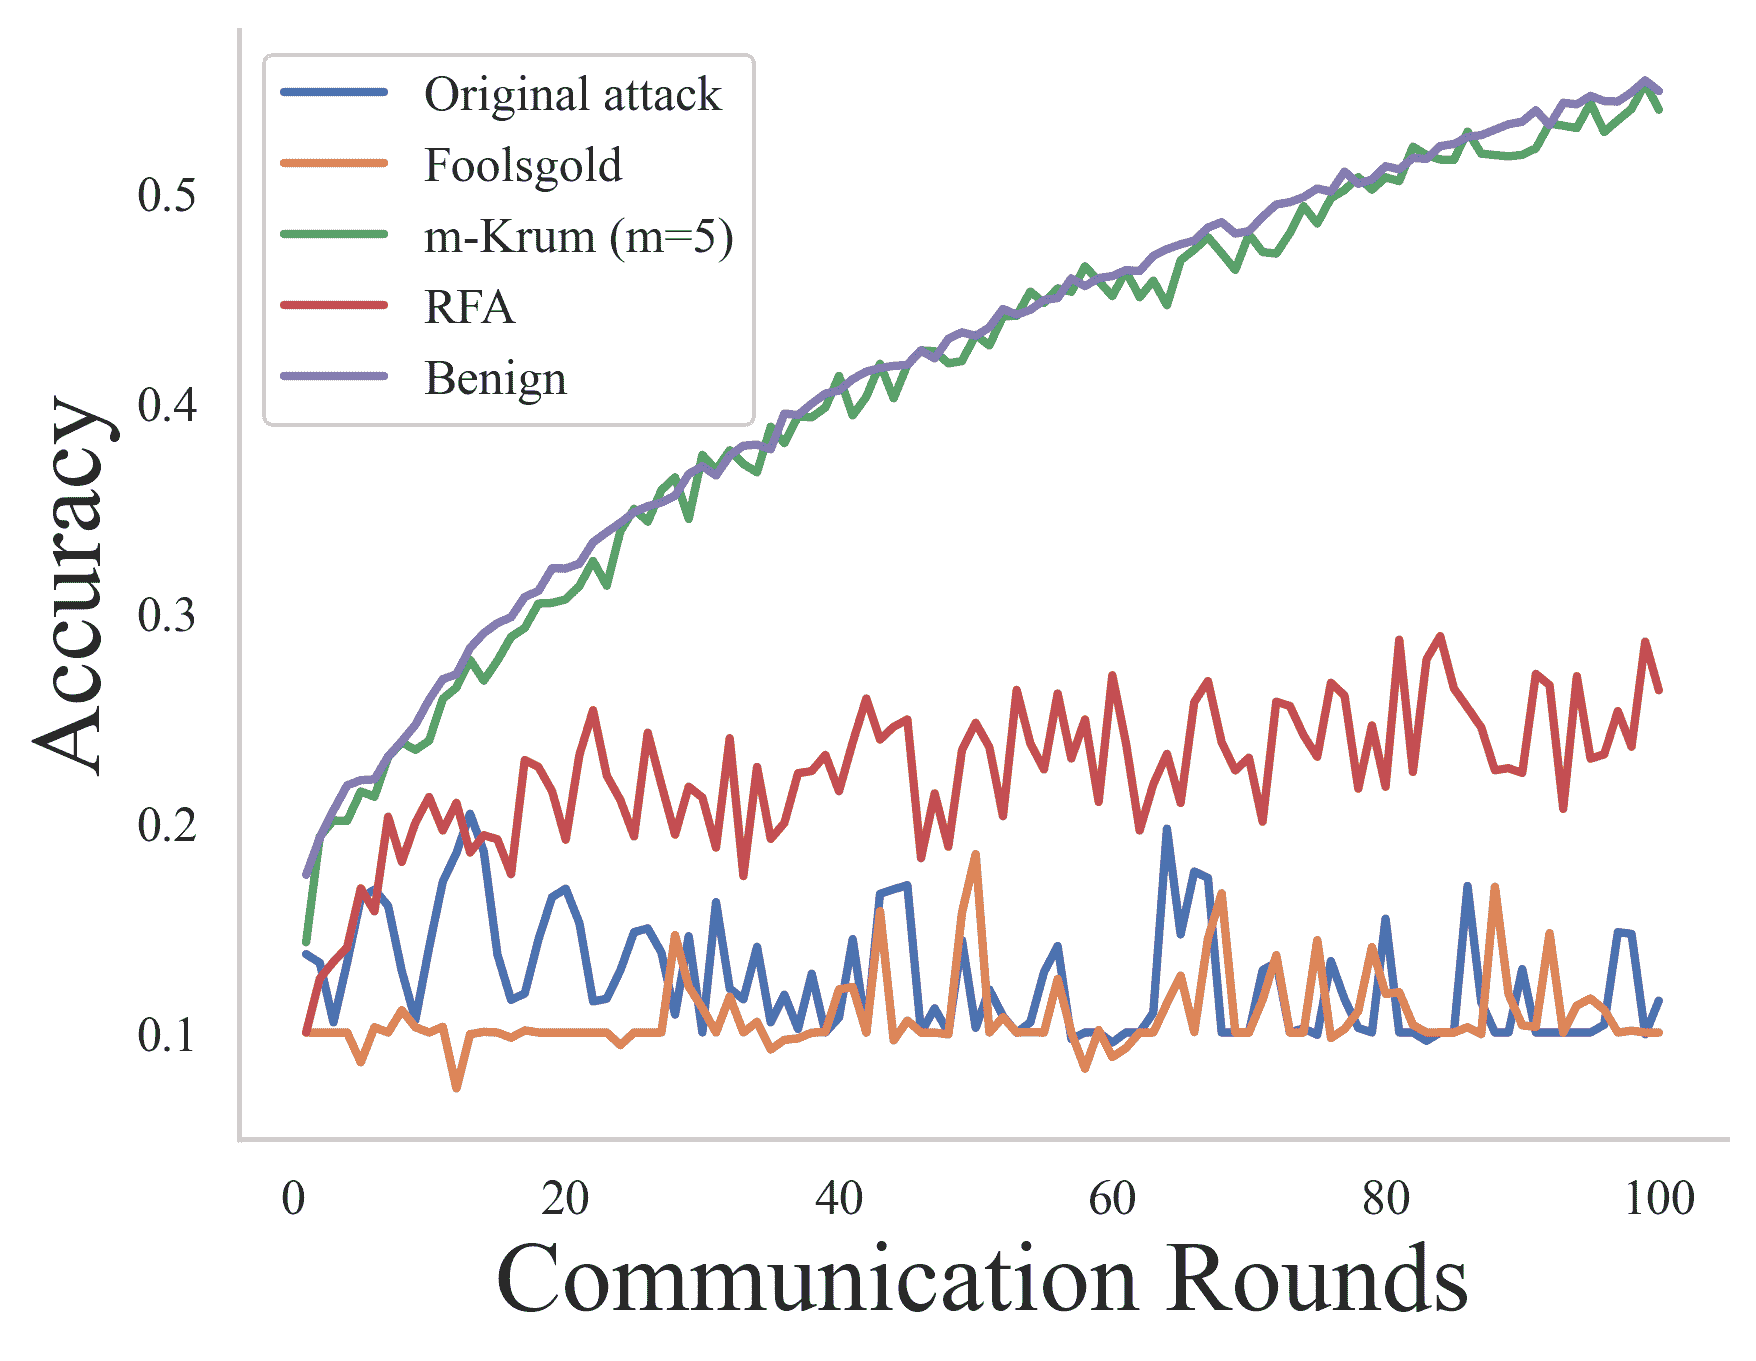 Original attack
Foolsgold
m-Krum (m=5)
RFA
Benign
Accuracy
0.5
0.4
0.3
0.2
0.1
0 20 40 60 80 100
Communication Rounds